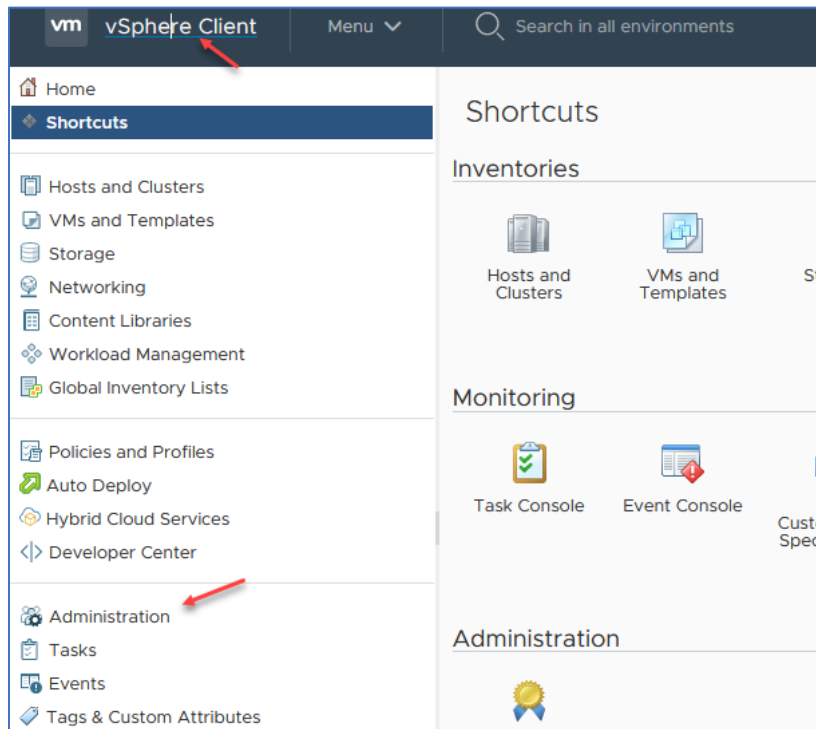 vm vSphere Client Menu Search in all environments
Home
Shortcuts
Hosts and Clusters
VMs and Templates
Storage
Networking
Content Libraries
Workload Management
Global Inventory Lists
Policies and Profiles
Auto Deploy
Hybrid Cloud Services
Developer Center
Administration
Tasks
Events
Tags & Custom Attributes
Shortcuts
Inventories
Hosts and
Clusters
VMs and
Templates
Monitoring
Task Console
Event Console
Administration